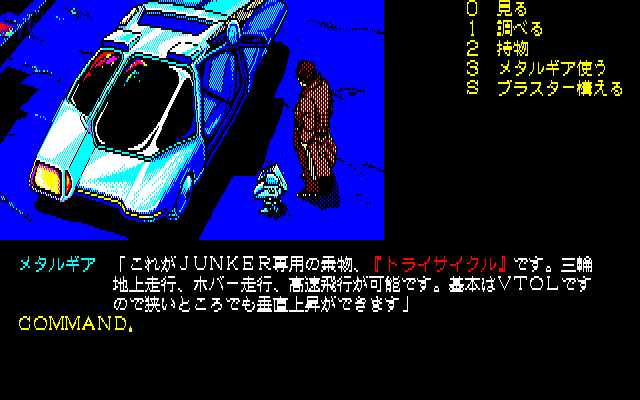 0 見る
1 調べる
2 持物
3 メタルギア使う
S ブラスター構える
メタルギア 「これがJUNKER専用の乗物、『トライサイクル』です。三輪
地上走行、ホバー走行、高速飛行が可能です。基本はVTOLです
ので狭いところでも垂直上昇ができます」
COMMAND.